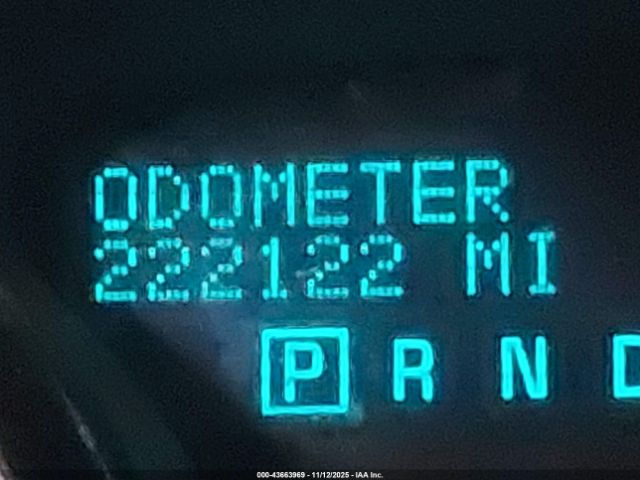 ODOMETER
222122 MI
P R N D
000-43663969 - 11/12/2025 - IAA Inc.